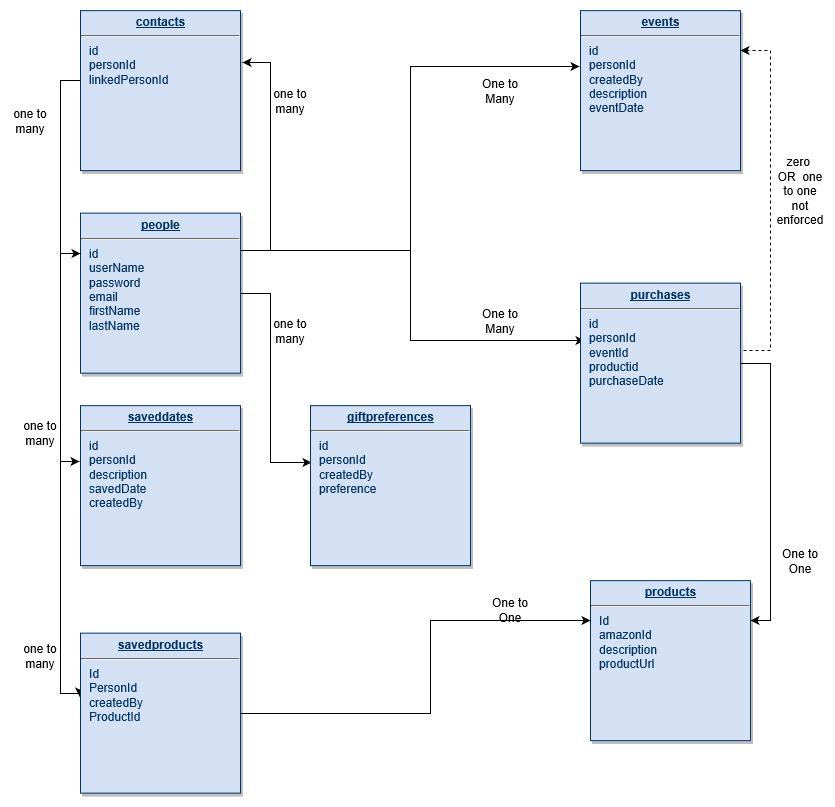 contacts
id
personId
linkedPersonId
events
id
personId
createdBy
description
eventDate
one to
many
one to
many
One to
Many
zero
OR one
to one
not
enforced
people
id
userName
password
email
firstName
lastName
One to
Many
one to
many
purchases
id
personId
eventId
productid
purchaseDate
one to
many
saveddates
id
personId
description
savedDate
createdBy
giftpreferences
id
personId
createdBy
preference
One to
One
One to
One
products
Id
amazonId
description
productUrl
one to
many
savedproducts
Id
PersonId
createdBy
ProductId